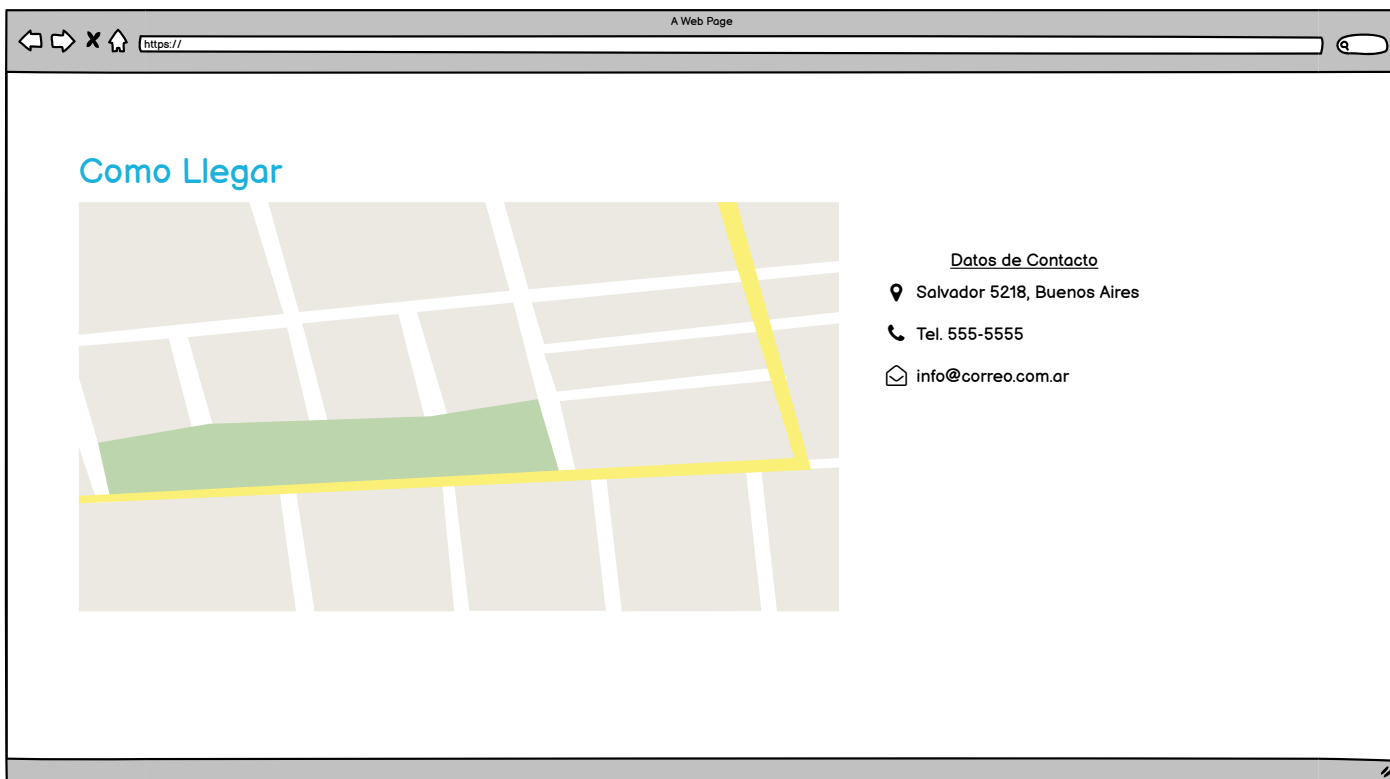 A Web Page
https://
Como Llegar
Datos de Contacto
Salvador 5218, Buenos Aires
Tel. 555-5555
info@correo.com.ar